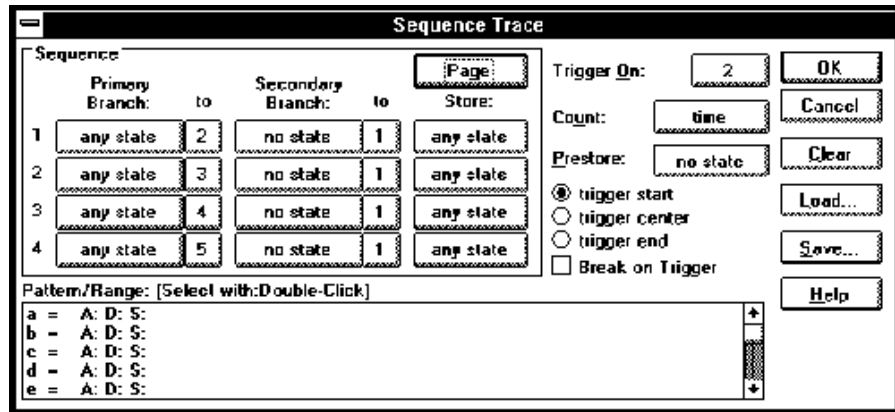 Sequence Trace
Sequence
Page
Primary Branch: to Secondary Branch: to Store:
1 any state 2 no state 1 any state
2 any state 3 no state 1 any state
3 any state 4 no state 1 any state
4 any state 5 no state 1 any state
Trigger On: 2
Count: time
Prestore: no state
trigger start
trigger center
trigger end
Break on Trigger
OK
Cancel
Clear
Load...
Save...
Help
Pattern/Range: [Select with:Double-Click]
a = A: D: S:
b = A: D: S:
c = A: D: S:
d = A: D: S:
e = A: D: S: